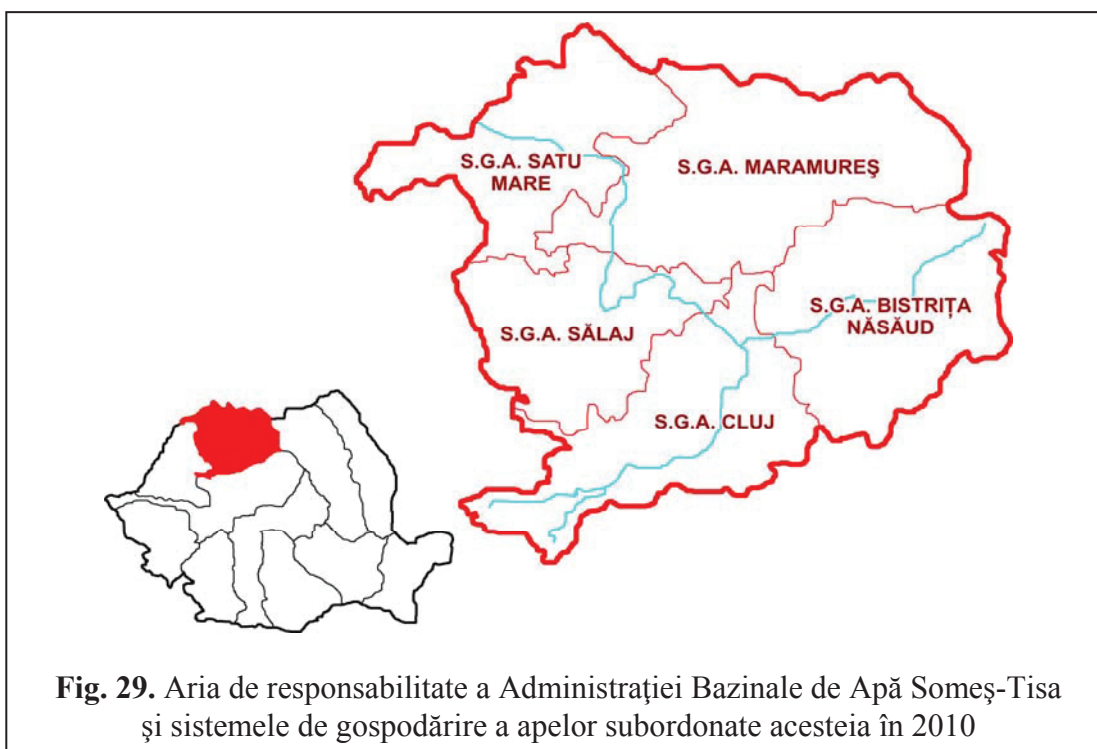 S.G.A. SATU
MARE
S.G.A. MARAMUREŞ
S.G.A. BISTRIȚA
NĂSĂUD
S.G.A. SĂLAJ
S.G.A. CLUJ
Fig. 29. Aria de responsabilitate a Administraţiei Bazinale de Apă Someş-Tisa
şi sistemele de gospodărire a apelor subordonate acesteia în 2010